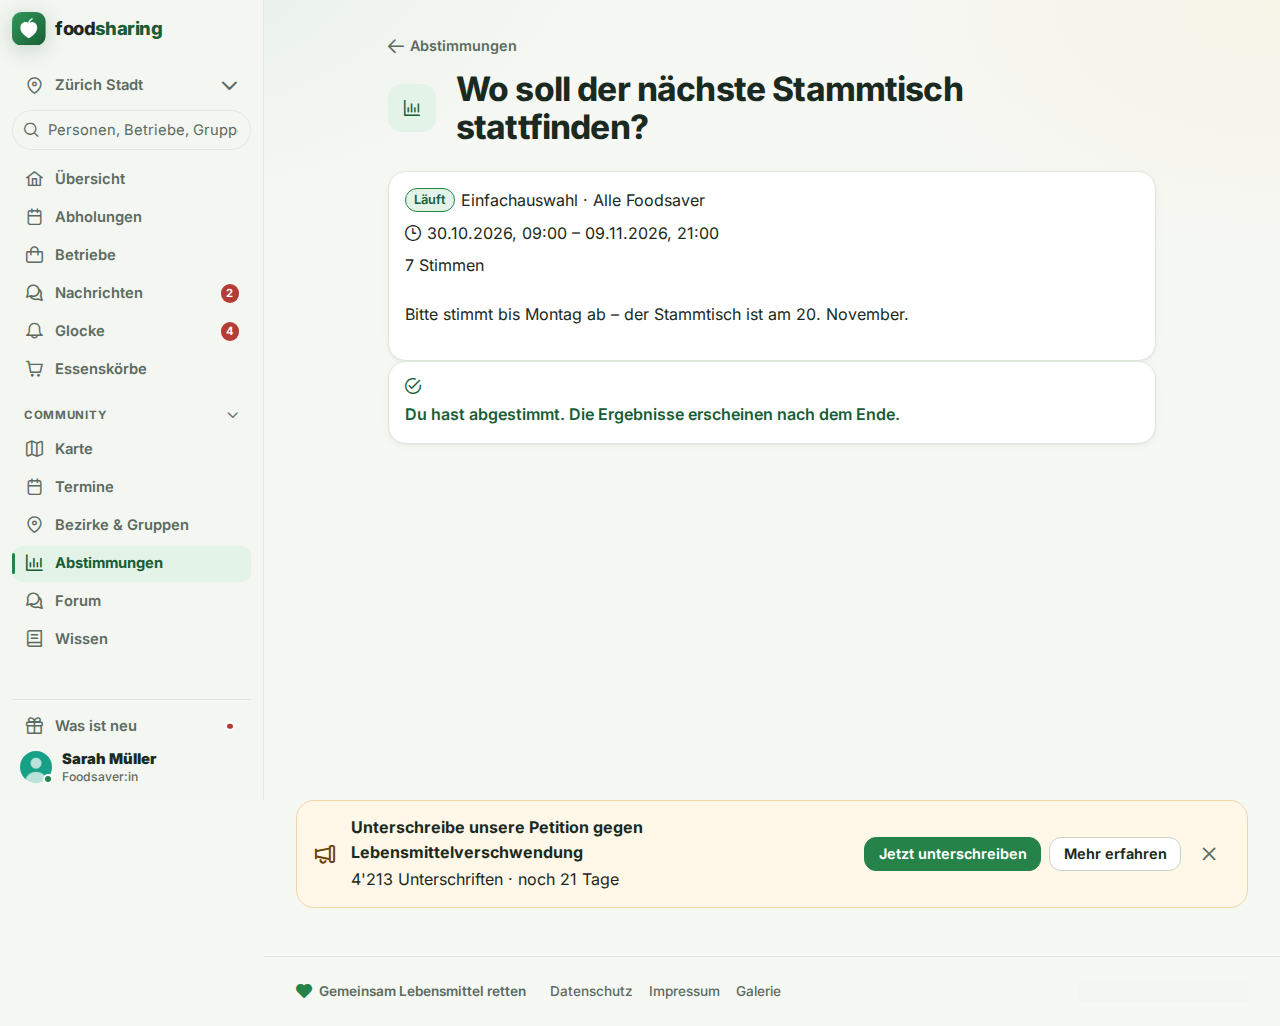 foodsharing
Zürich Stadt
Personen, Betriebe, Grupp
Übersicht
Abholungen
Betriebe
Nachrichten 2
Glocke 4
Essenskörbe
COMMUNITY
Karte
Termine
Bezirke & Gruppen
Abstimmungen
Forum
Wissen
Was ist neu
Sarah Müller
Foodsaver:in
Abstimmungen
Wo soll der nächste Stammtisch
stattfinden?
Läuft Einfachauswahl · Alle Foodsaver
30.10.2026, 09:00 – 09.11.2026, 21:00
7 Stimmen
Bitte stimmt bis Montag ab – der Stammtisch ist am 20. November.
Du hast abgestimmt. Die Ergebnisse erscheinen nach dem Ende.
Unterschreibe unsere Petition gegen
Lebensmittelverschwendung
4'213 Unterschriften · noch 21 Tage
Jetzt unterschreiben Mehr erfahren
Gemeinsam Lebensmittel retten Datenschutz Impressum Galerie